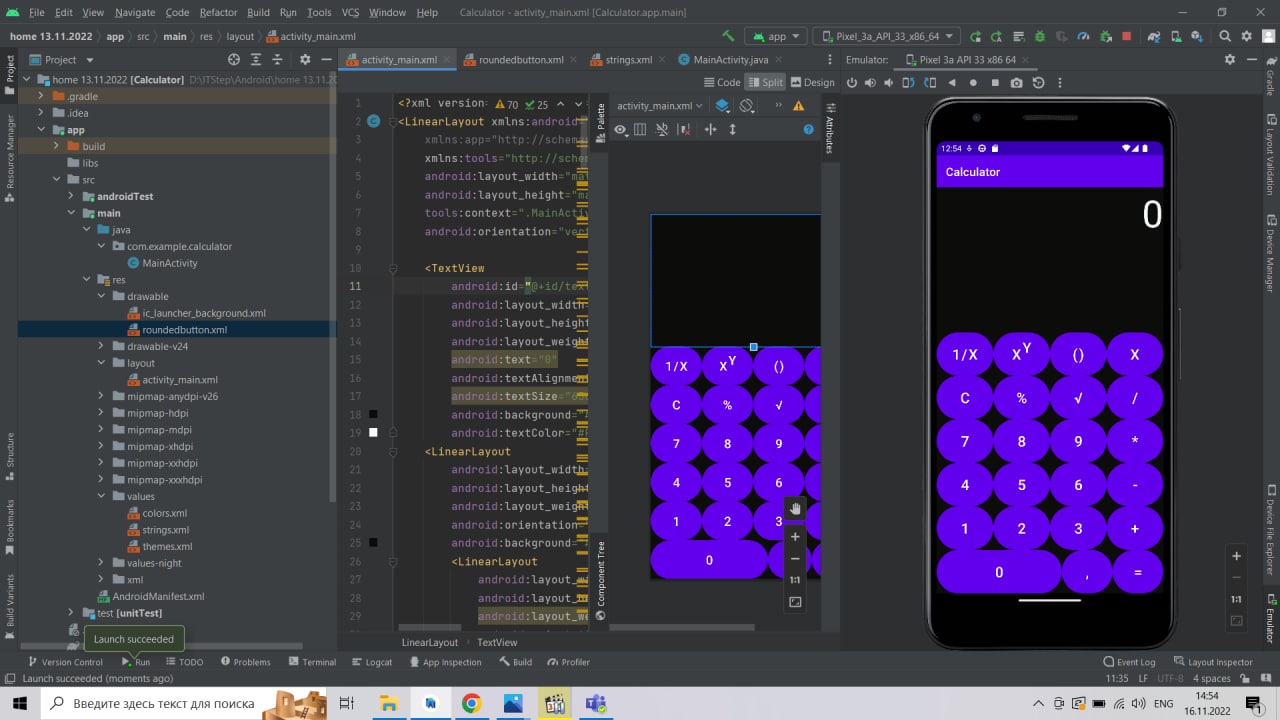 File Edit View Navigate Code Refactor Build Run Tools VCS Window Help Calculator - activity_main.xml [Calculator.app.main]
home 13.11.2022 app src main res layout activity_main.xml app Pixel_3a_API_33_x86_64
Project activity_main.xml roundedbutton.xml strings.xml MainActivity.java Emulator: Pixel 3a API 33 x86 64
Code Split Design
home 13.11.2022 [Calculator] D:\ITStep\Android\home 13.11.2
.gradle
.idea
app
build
libs
src
androidTest
main
java
com.example.calculator
MainActivity
res
drawable
ic_launcher_background.xml
roundedbutton.xml
drawable-v24
layout
activity_main.xml
mipmap-anydpi-v26
mipmap-hdpi
mipmap-mdpi
mipmap-xhdpi
mipmap-xxhdpi
mipmap-xxxhdpi
values
colors.xml
strings.xml
themes.xml
values-night
xml
AndroidManifest.xml
test [unitTest]
Launch succeeded
Project
Resource Manager
Structure
Bookmarks
Build Variants
70 25
1 <?xml version
2 <LinearLayout xmlns:android
3 xmlns:app="http://schema
4 xmlns:tools="http://schem
5 android:layout_width="mat
6 android:layout_height="ma
7 tools:context=".MainActiv
8 android:orientation="vert
9
10 <TextView
11 android:id="@+id/text
12 android:layout_width=
13 android:layout_height
14 android:layout_weight
15 android:text="0"
16 android:textAlignment
17 android:textSize=
18 android:background="
19 android:textColor="#
20 <LinearLayout
21 android:layout_width=
22 android:layout_height
23 android:layout_weight
24 android:orientation=
25 android:background="
26 <LinearLayout
27 android:layout_w
28 android:layout_
29 android:layout_we
LinearLayout TextView
Palette
Component Tree
activity_main.xml
Attributes
1/X X Y ()
C % √
7 8 9
4 5 6
1 2 3
0
1:1
12:54
Calculator
0
1/X X Y () X
C % √ /
7 8 9 *
4 5 6 -
1 2 3 +
0 , =
1:1
Layout Validation
Device Manager
Device File Explorer
Emulator
Version Control Run TODO Problems Terminal Logcat App Inspection Build Profiler Event Log Layout Inspector
Launch succeeded (moments ago) 11:35 LF UTF-8 4 spaces
Введите здесь текст для поиска ENG 14:54
16.11.2022